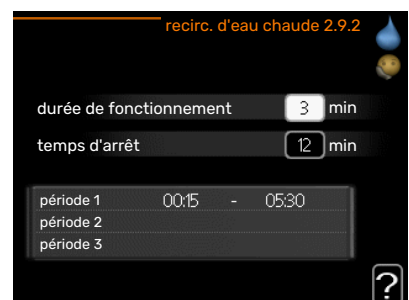 recirc. d'eau chaude 2.9.2
durée de fonctionnement 3 min
temps d'arrêt 12 min
période 1 00:15 - 05:30
période 2
période 3
?